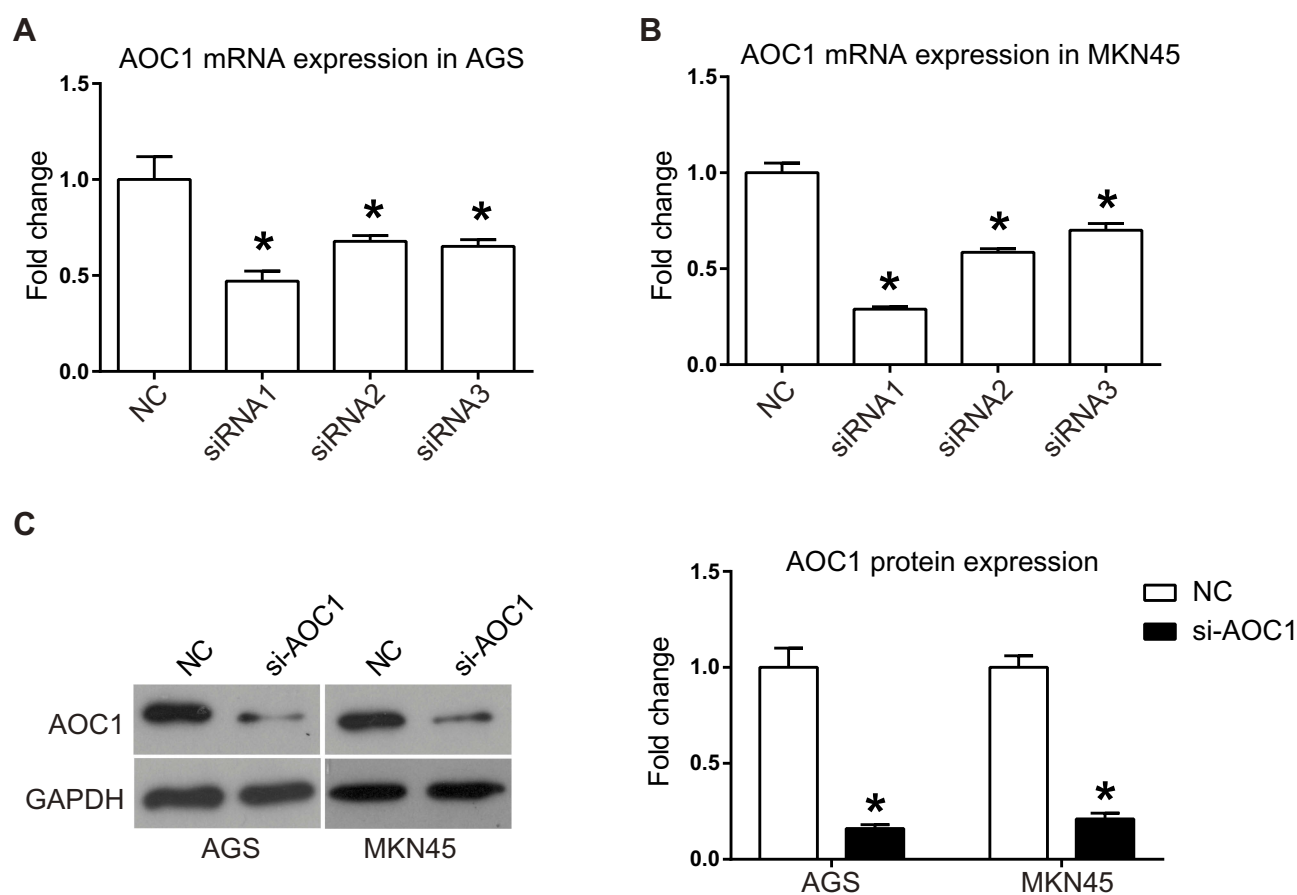 A
AOC1 mRNA expression in AGS
Fold change
1.5
1.0
0.5
0.0
NC
siRNA1
siRNA2
siRNA3
*
*
*
B
AOC1 mRNA expression in MKN45
Fold change
1.5
1.0
0.5
0.0
NC
siRNA1
siRNA2
siRNA3
*
*
*
C
NC
si-AOC1
NC
si-AOC1
AOC1
GAPDH
AGS
MKN45
AOC1 protein expression
Fold change
1.5
1.0
0.5
0.0
*
*
AGS
MKN45
NC
si-AOC1